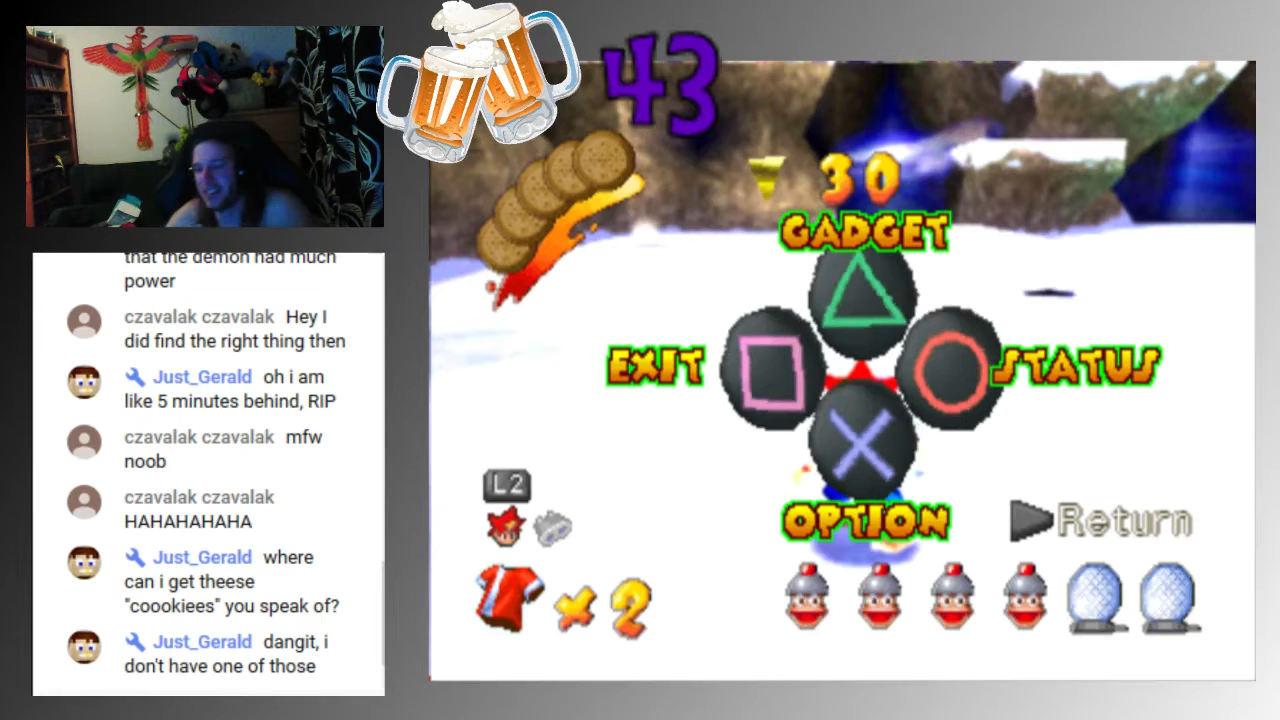 that the demon had much
power
czavalak czavalak Hey I
did find the right thing then
Just_Gerald oh i am
like 5 minutes behind, RIP
czavalak czavalak mfw
noob
czavalak czavalak
HAHAHAHAHA
Just_Gerald where
can i get theese
"coookiees" you speak of?
Just_Gerald dangit, i
don't have one of those
43
30
GADGET
EXIT
STATUS
OPTION
L2
Return
x 2